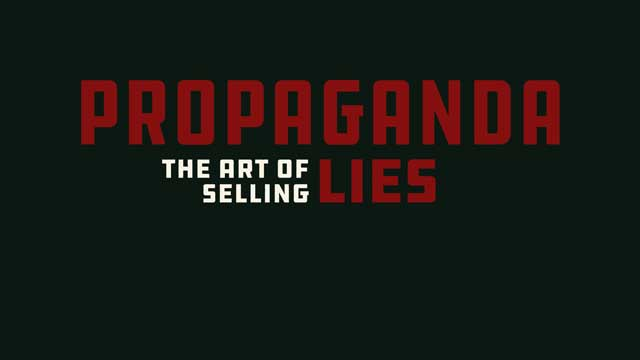 PROPAGANDA
THE ART OF
SELLING LIES